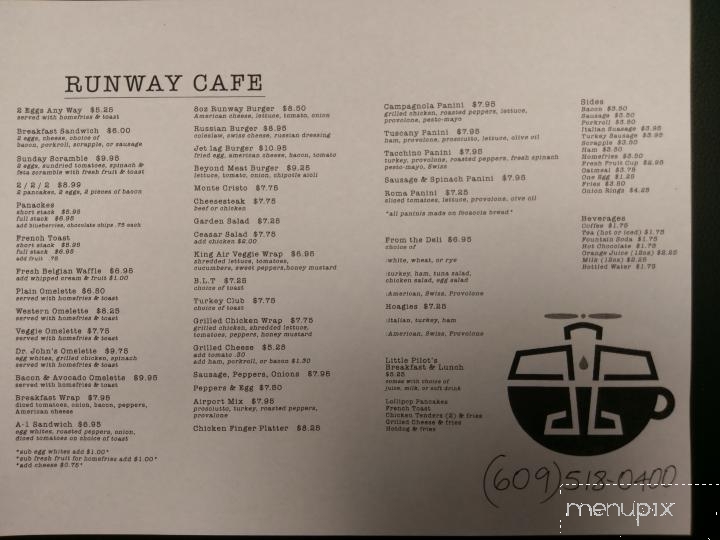 RUNWAY CAFE
2 Eggs Any Way $5.25
served with homefries & toast
Breakfast Sandwich $6.00
2 eggs, cheese, choice of
bacon, porkroll, scrapple, or sausage
Sunday Scramble $9.95
2 eggs, sundried tomatoes, spinach &
feta scramble with fresh fruit & toast
2 / 2 / 2 $8.99
2 pancakes, 2 eggs, 2 pieces of bacon
Panackes
short stack $5.95
full stack $6.95
add blueberries, chocolate chips .75 each
French Toast
short stack $5.25
full stack $6.95
add fruit .75
Fresh Belgian Waffle $6.95
add whipped cream & fruit $1.00
Plain Omelette $6.50
served with homefries & toast
Western Omelette $8.25
served with homefries & toast
Veggie Omelette $7.75
served with homefries & toast
Dr. John's Omelette $9.75
egg whites, grilled chicken, spinach
served with homefries & toast
Bacon & Avocado Omelette $9.95
served with homefries & toast
Breakfast Wrap $7.95
diced tomatoes, onion, bacon, peppers,
American cheese
A-1 Sandwich $6.95
egg whites, roasted peppers, onion,
diced tomatoes on choice of toast
*sub egg whites add $1.00*
*sub fresh fruit for homefries add $1.00*
*add cheese $0.75*
8oz Runway Burger $8.50
American cheese, lettuce, tomato, onion
Russian Burger $8.95
coleslaw, swiss cheese, russian dressing
Jet lag Burger $10.95
fried egg, american cheese, bacon, tomato
Beyond Meat Burger $9.25
lettuce, tomato, onion, chipotle aioli
Monte Cristo $7.75
Cheesesteak $7.75
beef or chicken
Garden Salad $7.25
Ceasar Salad $7.75
add chicken $2.00
King Air Veggie Wrap $6.95
shredded lettuce, tomatoes,
cucumbers, sweet peppers,honey mustard
B.L.T $7.25
choice of toast
Turkey Club $7.75
choice of toast
Grilled Chicken Wrap $7.75
grilled chicken, shredded lettuce,
tomatoes, peppers, honey mustard
Grilled Cheese $5.25
add tomato .50
add ham, porkroll, or bacon $1.50
Sausage, Peppers, Onions $7.95
Peppers & Egg $7.50
Airport Mix $7.95
prosciutto, turkey, roasted peppers,
provalone
Chicken Finger Platter $8.25
Campagnola Panini $7.95
grilled chicken, roasted peppers, lettuce,
provolone, pesto-mayo
Tuscany Panini $7.95
ham, prosciutto, lettuce, olive oil
Tacchino Panini $7.95
turkey, provolone, roasted peppers, fresh spinach
pesto-mayo, Swiss
Sausage & Spinach Panini $7.95
Roma Panini $7.25
sliced tomatoes, lettuce, provolone, olve oil
*all paninis made on focaccia bread*
From the Deli $6.95
choice of
:white, wheat, or rye
:turkey, ham, tuna salad,
chicken salad, egg salad
:American, Swiss, Provolone
Hoagies $7.25
:italian, turkey, ham
:American, Swiss, Provolone
Little Pilot's
Breakfast & Lunch
$5.25
comes with choice of
juice, milk, or soft drink
Lollipop Pancakes
French Toast
Chicken Tenders (2) & fries
Grilled Cheese & fries
Hotdog & fries
Sides
Bacon $3.50
Sausage $3.50
Porkroll $3.50
Italian Suasage $3.95
Turkey Sausage $3.95
Scrapple $3.50
Ham $3.50
Homefries $3.50
Fresh Fruit Cup $2.95
Oatmeal $3.75
One Egg $1.25
Fries $3.50
Onion Rings $4.25
Beverages
Coffee $1.75
Tea (hot or iced) $1.75
Fountain Soda $1.75
Hot Chocolate $1.75
Orange Juice (12oz) $2.25
Milk (12oz) $2.25
Bottled Water $1.75
(609)518-0400
menupix